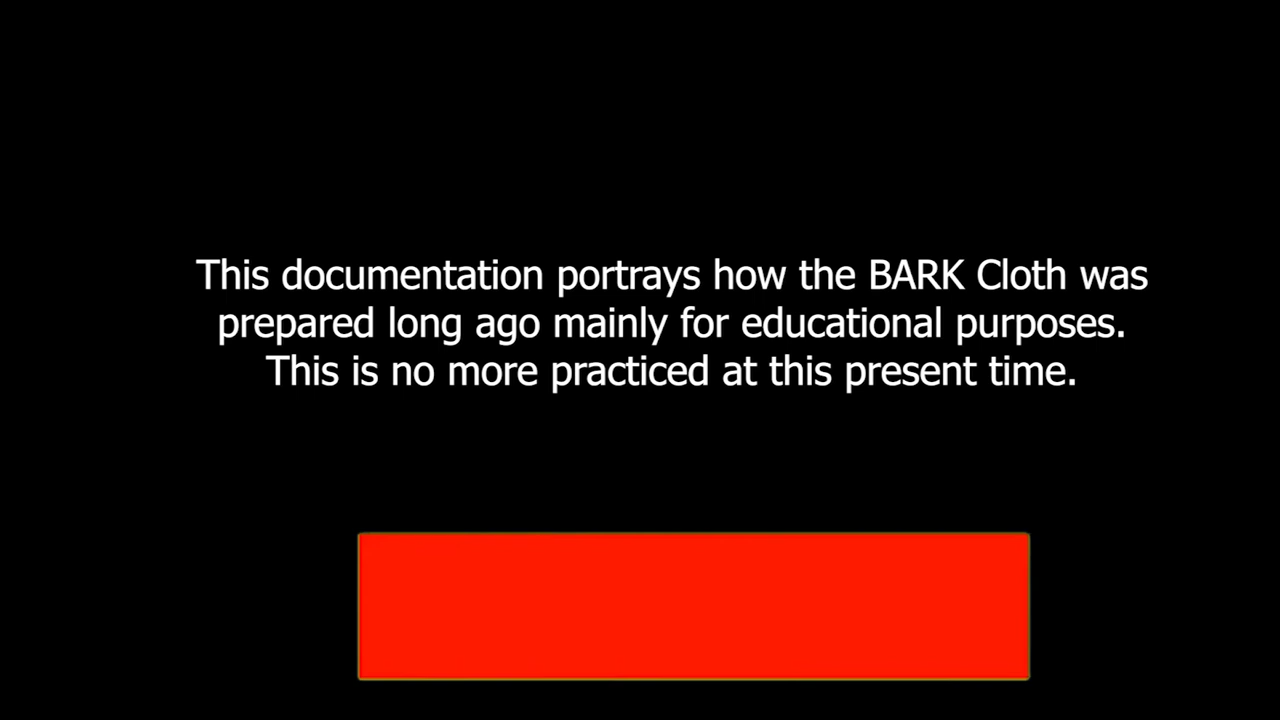 This documentation portrays how the BARK Cloth was
prepared long ago mainly for educational purposes.
This is no more practiced at this present time.